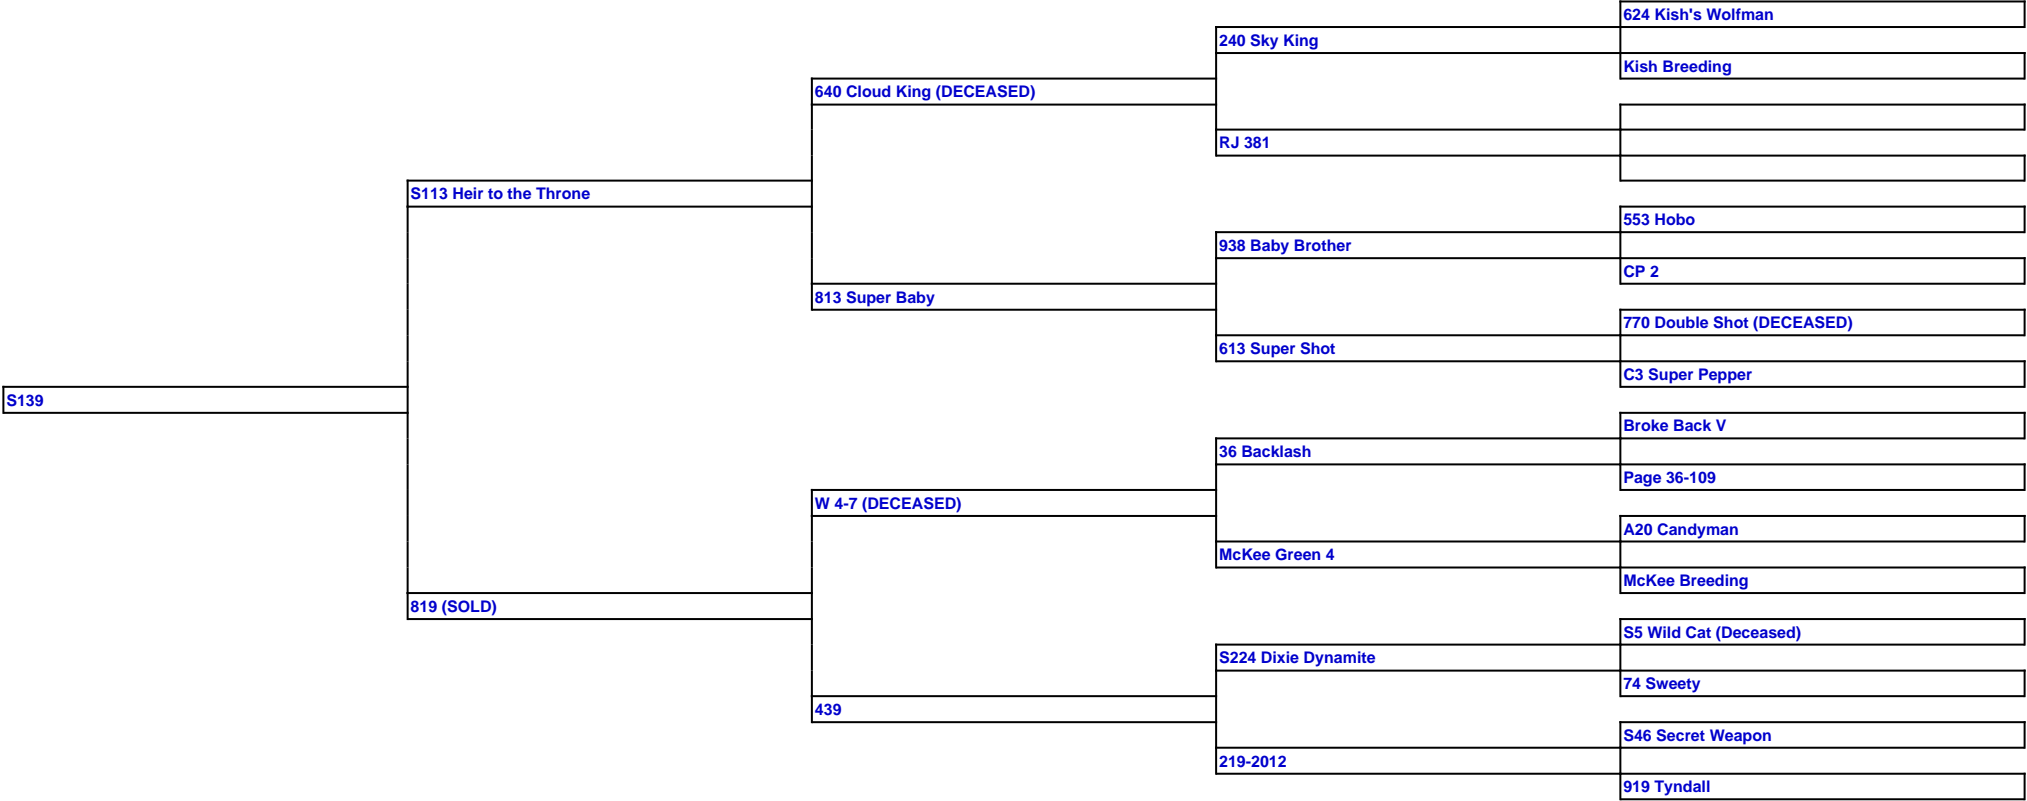 624 Kish's Wolfman
240 Sky King
Kish Breeding
640 Cloud King (DECEASED)
RJ 381
S113 Heir to the Throne
553 Hobo
938 Baby Brother
CP 2
813 Super Baby
770 Double Shot (DECEASED)
613 Super Shot
C3 Super Pepper
S139
Broke Back V
36 Backlash
Page 36-109
W 4-7 (DECEASED)
A20 Candyman
McKee Green 4
McKee Breeding
819 (SOLD)
S5 Wild Cat (Deceased)
S224 Dixie Dynamite
74 Sweety
439
S46 Secret Weapon
219-2012
919 Tyndall